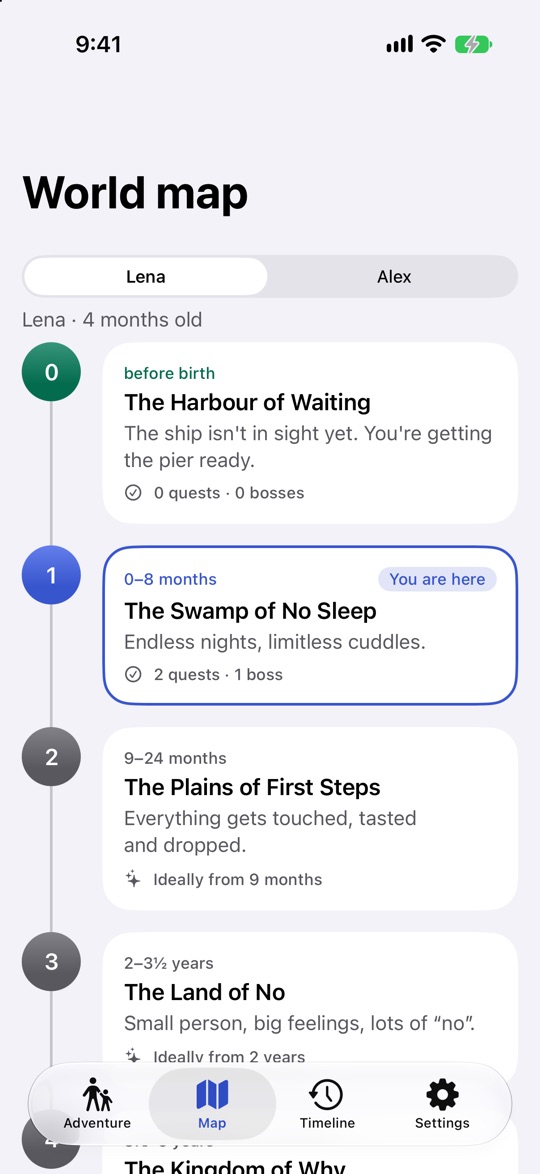 9:41
World map
Lena
Alex
Lena · 4 months old
0
before birth
The Harbour of Waiting
The ship isn't in sight yet. You're getting
the pier ready.
0 quests · 0 bosses
1
0–8 months
You are here
The Swamp of No Sleep
Endless nights, limitless cuddles.
2 quests · 1 boss
2
9–24 months
The Plains of First Steps
Everything gets touched, tasted
and dropped.
Ideally from 9 months
3
2–3½ years
The Land of No
Small person, big feelings, lots of “no”.
Ideally from 2 years
4
years
The Kingdom of Why
Adventure
Map
Timeline
Settings